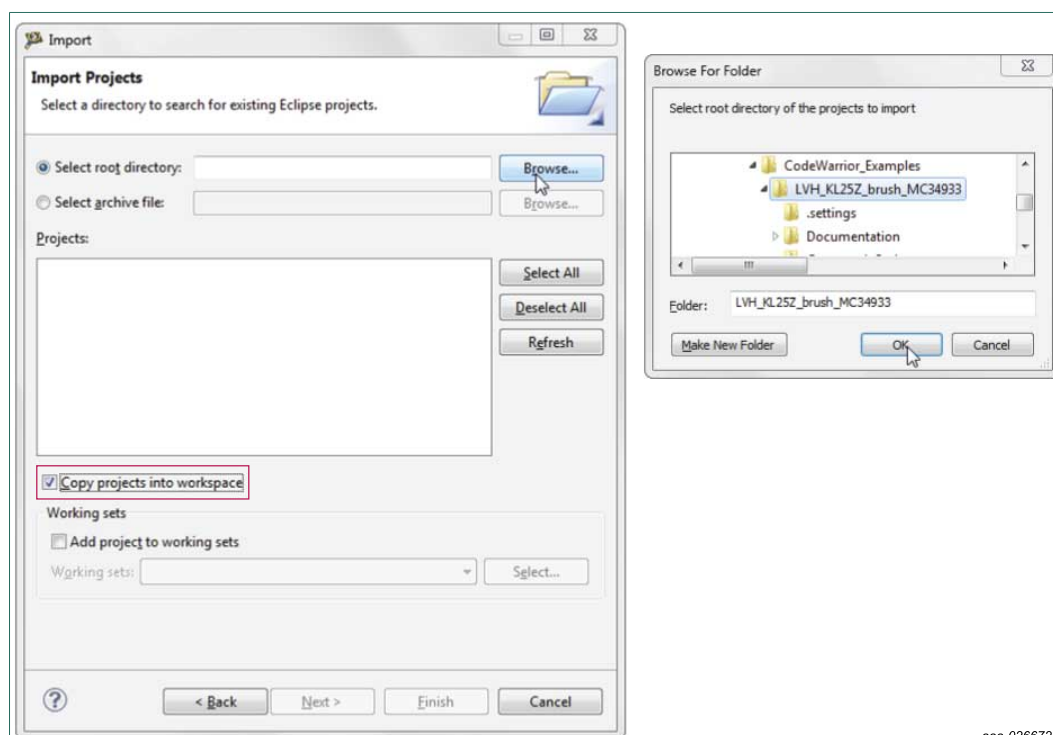 Import
Import Projects
Select a directory to search for existing Eclipse projects.
Select root directory:
Browse...
Select archive file:
Browse...
Projects:
Select All
Deselect All
Refresh
Copy projects into workspace
Working sets
Add project to working sets
Working sets:
Select...
< Back
Next >
Finish
Cancel
Browse For Folder
Select root directory of the projects to import
CodeWarrior_Examples
LVH_KL25Z_brush_MC34933
.settings
Documentation
Folder:
LVH_KL25Z_brush_MC34933
Make New Folder
OK
Cancel